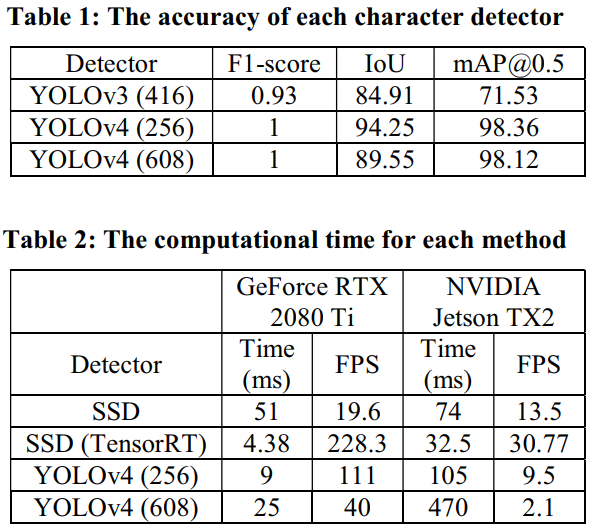 Table 1: The accuracy of each character detector
Detector F1-score IoU mAP@0.5
YOLOv3 (416) 0.93 84.91 71.53
YOLOv4 (256) 1 94.25 98.36
YOLOv4 (608) 1 89.55 98.12
Table 2: The computational time for each method
GeForce RTX 2080 Ti NVIDIA Jetson TX2
Detector Time (ms) FPS Time (ms) FPS
SSD 51 19.6 74 13.5
SSD (TensorRT) 4.38 228.3 32.5 30.77
YOLOv4 (256) 9 111 105 9.5
YOLOv4 (608) 25 40 470 2.1